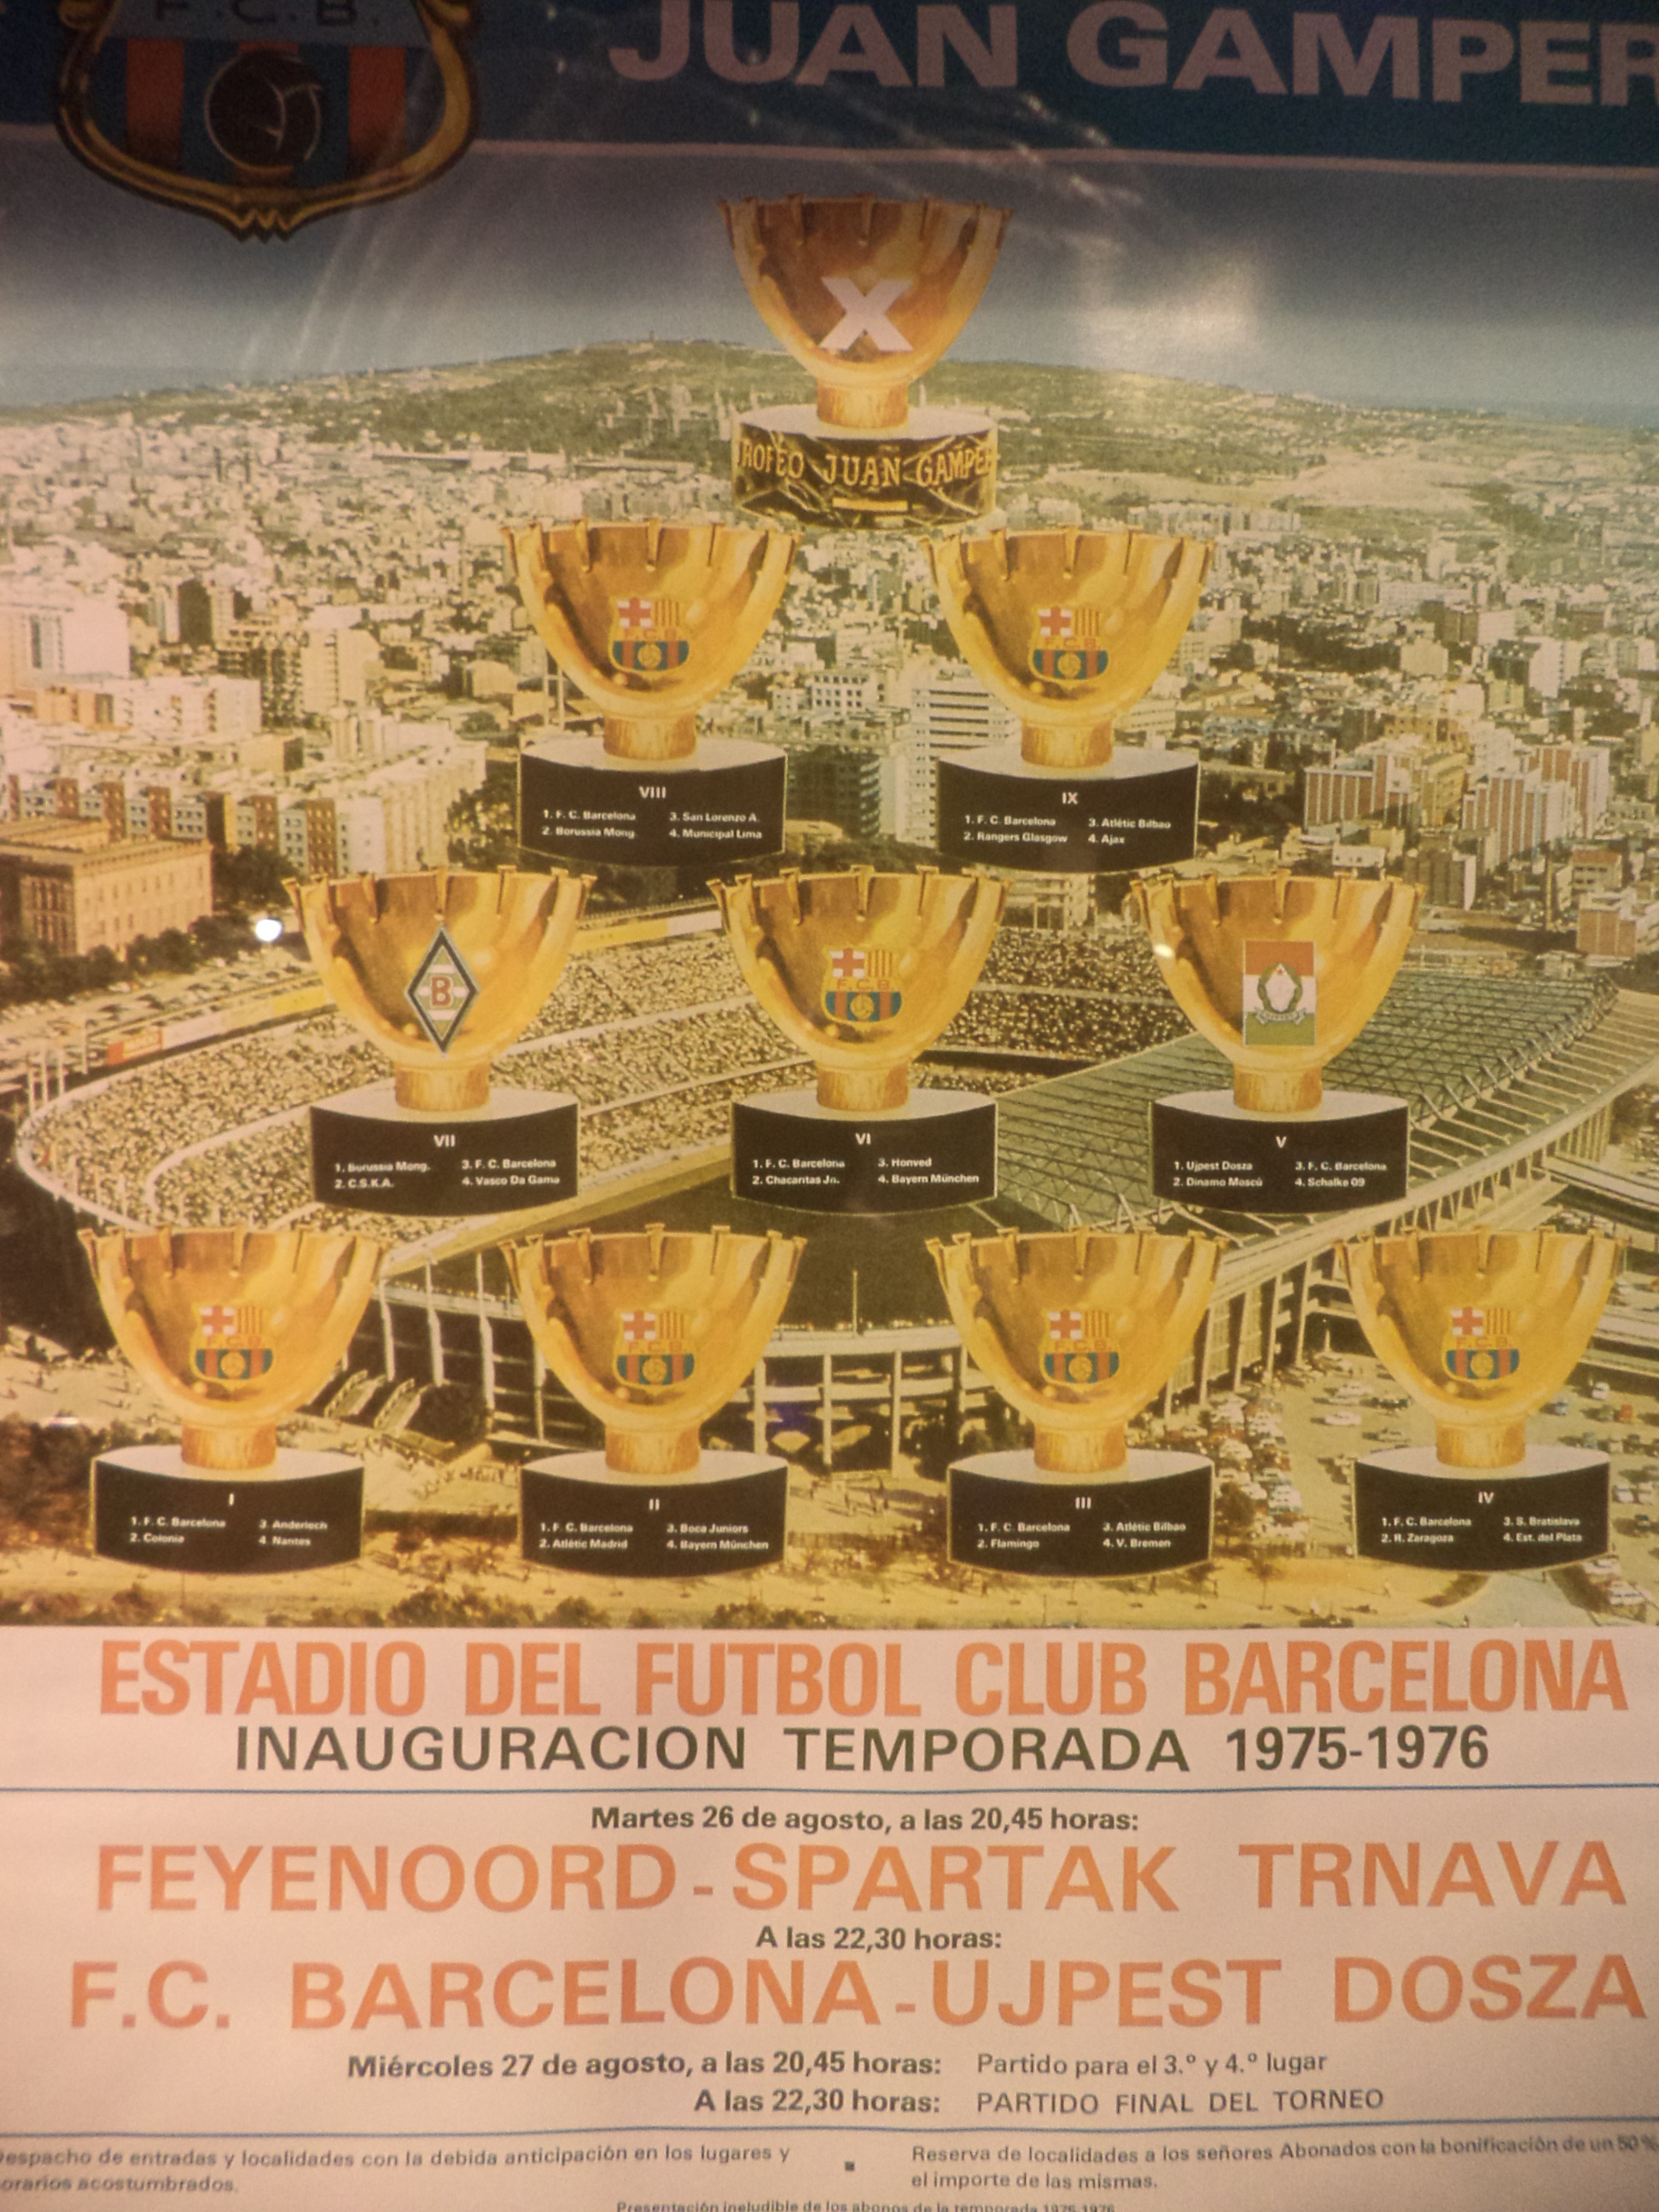 F.C.B.
JUAN GAMPER
X
TROFEO JUAN GAMPER
VIII
1. F. C. Barcelona 3. San Lorenzo A.
2. Borussia Mong. 4. Municipal Lima
IX
1. F. C. Barcelona 3. Atlétic Bilbao
2. Rangers Glasgow 4. Ajax
B
VII
1. Borussia Mong. 3. F. C. Barcelona
2. C.S.K.A. 4. Vasco Da Gama
F.C.B.
VI
1. F. C. Barcelona 3. Honved
2. Chacaritas Jn. 4. Bayern München
V
1. Ujpest Dosza 3. F. C. Barcelona
2. Dinamo Moscú 4. Schalke 09
I
1. F. C. Barcelona 3. Anderlech
2. Colonia 4. Nantes
II
1. F. C. Barcelona 3. Boca Juniors
2. Atlétic Madrid 4. Bayern München
III
1. F. C. Barcelona 3. Atlétic Bilbao
2. Flamingo 4. V. Bremen
IV
1. F. C. Barcelona 3. S. Bratislava
2. R. Zaragoza 4. Est. del Plata
ESTADIO DEL FUTBOL CLUB BARCELONA
INAUGURACION TEMPORADA 1975-1976
Martes 26 de agosto, a las 20,45 horas:
FEYENOORD - SPARTAK TRNAVA
A las 22,30 horas:
F.C. BARCELONA - UJPEST DOSZA
Miércoles 27 de agosto, a las 20,45 horas: Partido para el 3.º y 4.º lugar
A las 22,30 horas: PARTIDO FINAL DEL TORNEO
Despacho de entradas y localidades con la debida anticipación en los lugares y
horarios acostumbrados.
Reserva de localidades a los señores Abonados con la bonificación de un 50 %
el importe de las mismas.
Presentación ineludible de los abonos de la temporada 1975-1976